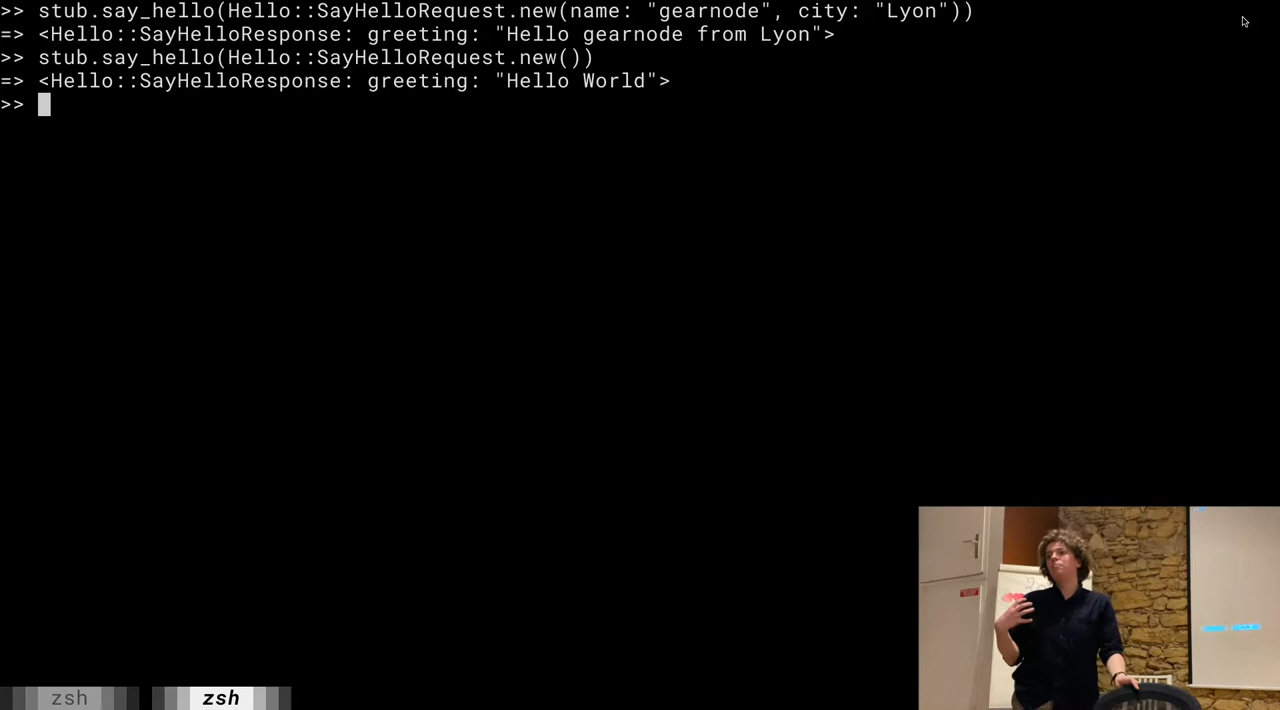 >> stub.say_hello(Hello::SayHelloRequest.new(name: "gearnode", city: "Lyon"))
=> <Hello::SayHelloResponse: greeting: "Hello gearnode from Lyon">
>> stub.say_hello(Hello::SayHelloRequest.new())
=> <Hello::SayHelloResponse: greeting: "Hello World">
>>
zsh zsh